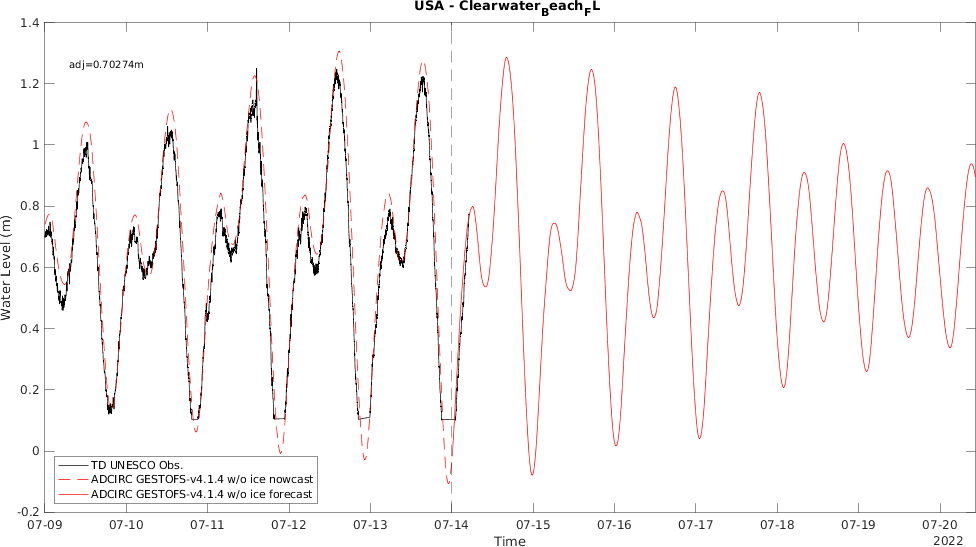 USA - Clearwater_Beach_FL
adj=0.70274m
1.4
1.2
1
0.8
0.6
0.4
0.2
0
-0.2
Water Level (m)
TD UNESCO Obs.
ADCIRC GESTOFS-v4.1.4 w/o ice nowcast
ADCIRC GESTOFS-v4.1.4 w/o ice forecast
07-09 07-10 07-11 07-12 07-13 07-14 07-15 07-16 07-17 07-18 07-19 07-20
Time
2022